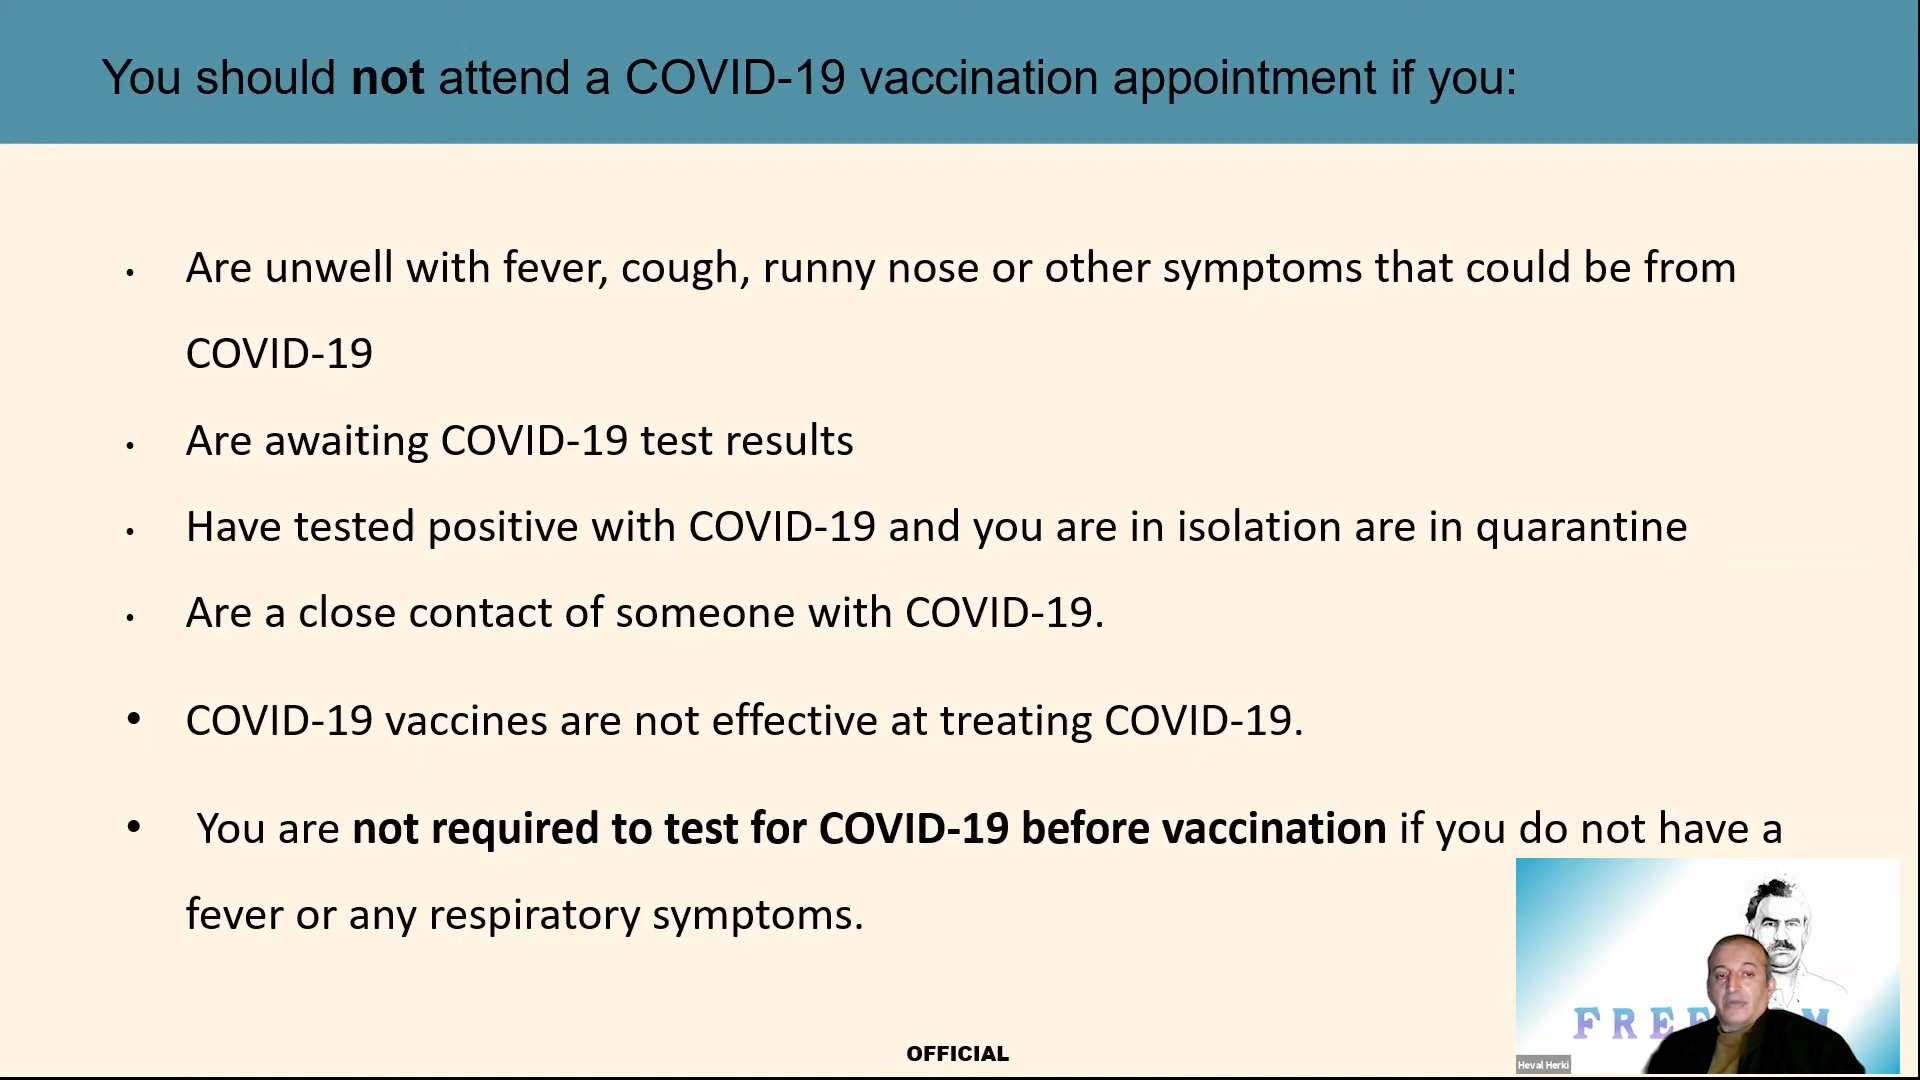 You should not attend a COVID-19 vaccination appointment if you:
• Are unwell with fever, cough, runny nose or other symptoms that could be from
COVID-19
• Are awaiting COVID-19 test results
• Have tested positive with COVID-19 and you are in isolation are in quarantine
• Are a close contact of someone with COVID-19.
• COVID-19 vaccines are not effective at treating COVID-19.
• You are not required to test for COVID-19 before vaccination if you do not have a
fever or any respiratory symptoms.
OFFICIAL
Heval Herki